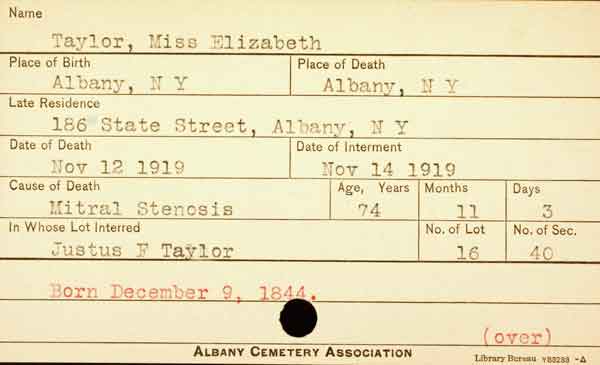 Name
Taylor, Miss Elizabeth
Place of Birth Place of Death
Albany, N Y Albany, N Y
Late Residence
186 State Street, Albany, N Y
Date of Death Date of Interment
Nov 12 1919 Nov 14 1919
Cause of Death Age, Years Months Days
Mitral Stenosis 74 11 3
In Whose Lot Interred No. of Lot No. of Sec.
Justus F Taylor 16 40
Born December 9, 1844.
(over)
ALBANY CEMETERY ASSOCIATION
Library Bureau YB3283 -Δ